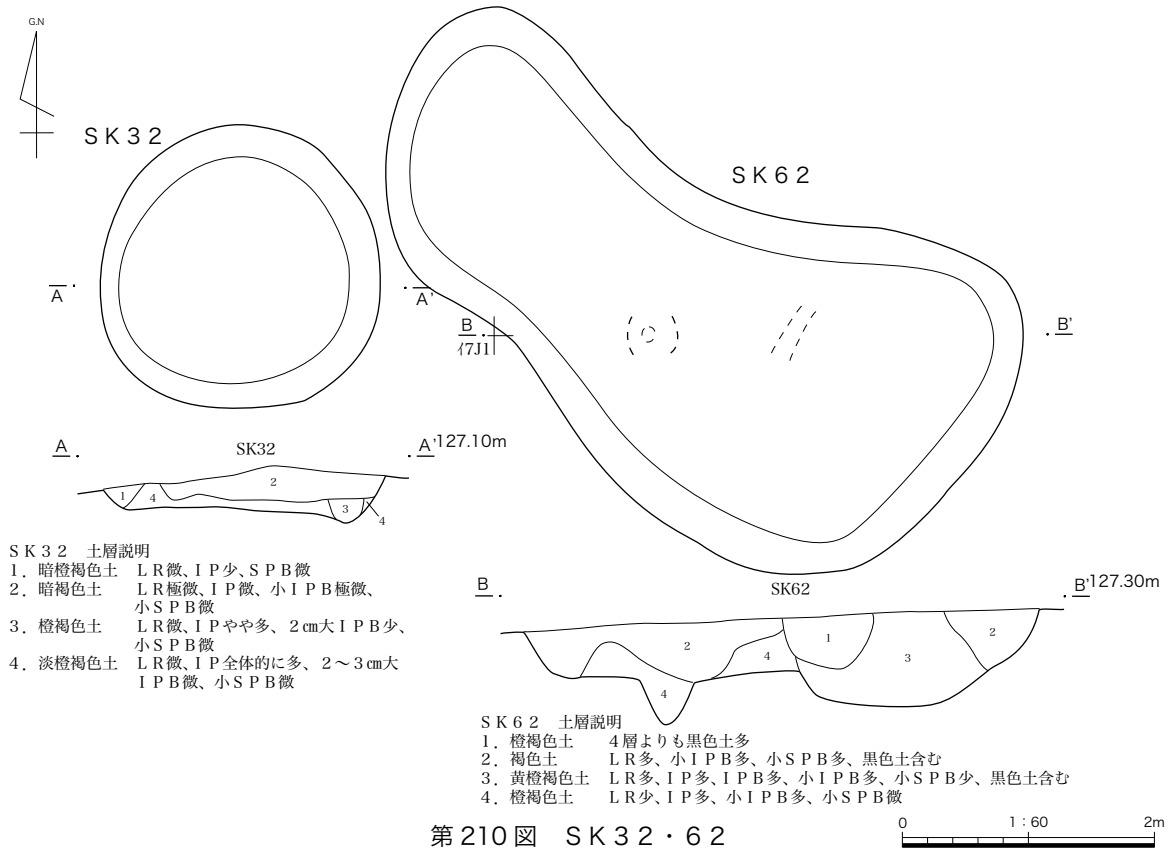 G.N
SK32
SK62
A
A'
B
B'
イ7J1
A
SK32
A' 127.10m
1
4
2
3
4
SK32 土層説明
1. 暗橙褐色土 LR微、IP少、SPB微
2. 暗褐色土 LR極微、IP微、小IPB極微、
小SPB微
3. 橙褐色土 LR微、IPやや多、2㎝大IPB少、
小SPB微
4. 淡橙褐色土 LR微、IP全体的に多、2～3㎝大
IPB微、小SPB微
B
SK62
B' 127.30m
2
4
4
1
3
2
SK62 土層説明
1. 橙褐色土 4層よりも黒色土多
2. 褐色土 LR多、小IPB多、小SPB多、黒色土含む
3. 黄橙褐色土 LR多、IP多、IPB多、小IPB多、小SPB少、黒色土含む
4. 橙褐色土 LR少、IP多、小IPB多、小SPB微
第210図 SK32・62
0 1:60 2m